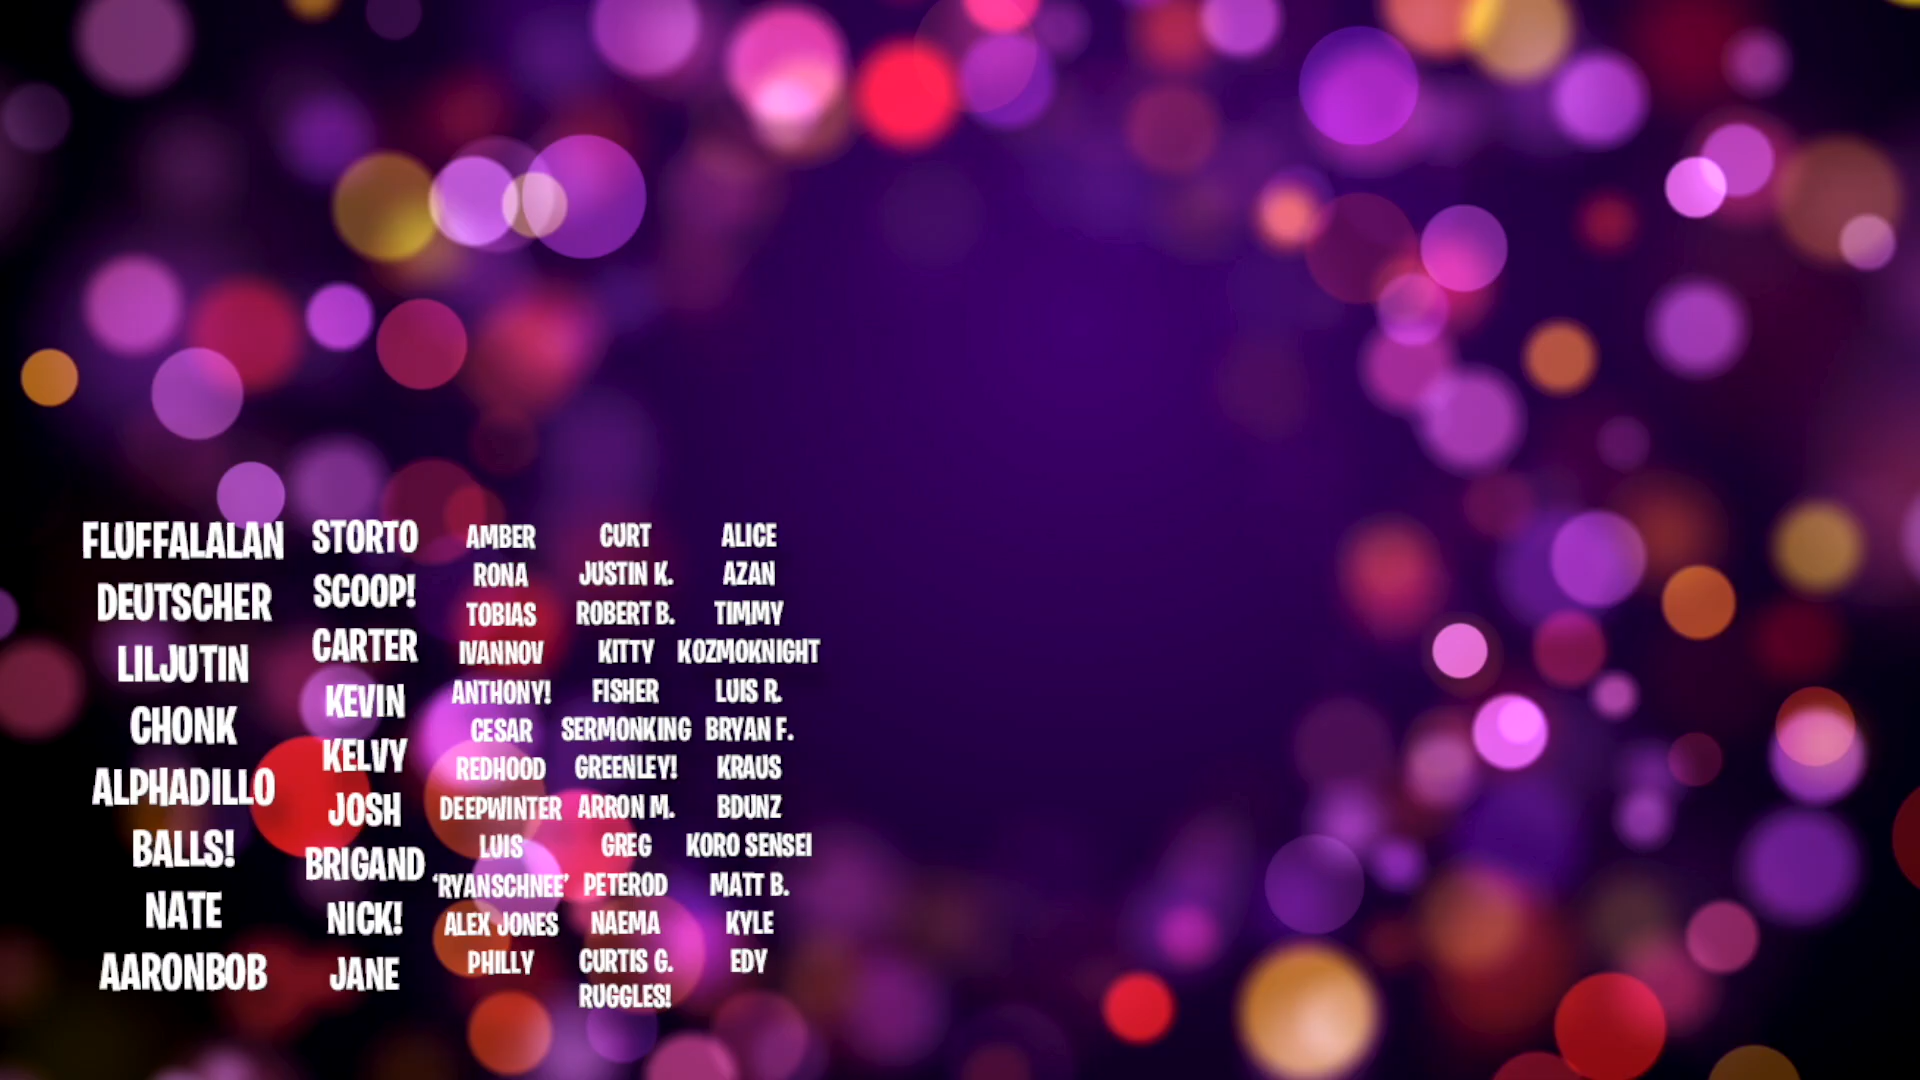 FLUFFALALAN
DEUTSCHER
LILJUTIN
CHONK
ALPHADILLO
BALLS!
NATE
AARONBOB
STORTO
SCOOP!
CARTER
KEVIN
KELVY
JOSH
BRIGAND
NICK!
JANE
AMBER
RONA
TOBIAS
IVANNOV
ANTHONY!
CESAR
REDHOOD
DEEPWINTER
LUIS
‘RYANSCHNEE’
ALEX JONES
PHILLY
CURT
JUSTIN K.
ROBERT B.
KITTY
FISHER
SERMONKING
GREENLEY!
ARRON M.
GREG
PETEROD
NAEMA
CURTIS G.
RUGGLES!
ALICE
AZAN
TIMMY
KOZMOKNIGHT
LUIS R.
BRYAN F.
KRAUS
BDUNZ
KORO SENSEI
MATT B.
KYLE
EDY